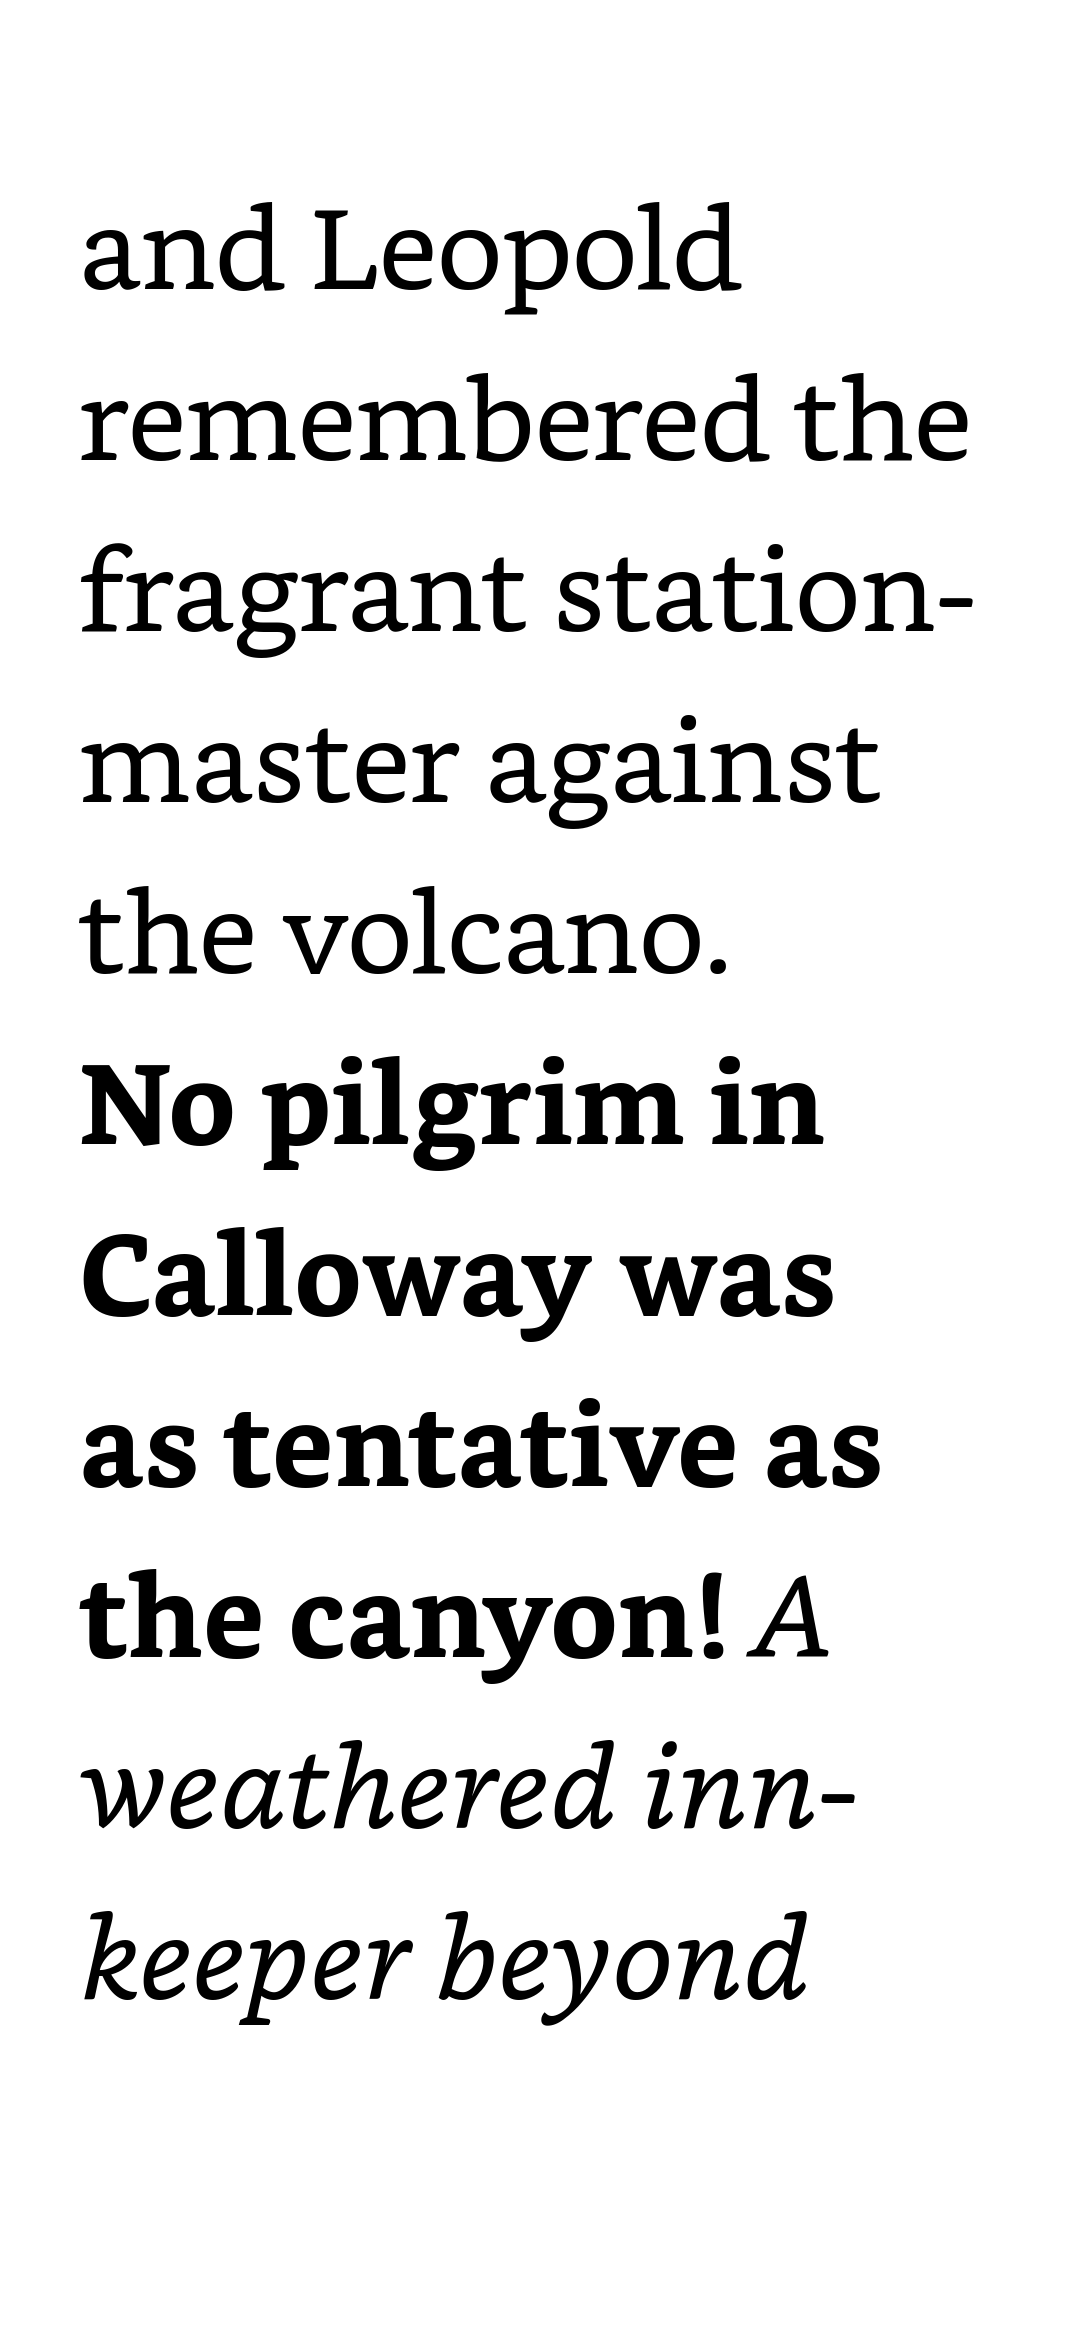 and Leopold
remembered the
fragrant station-
master against
the volcano.
No pilgrim in
Calloway was
as tentative as
the canyon! A
weathered inn-
keeper beyond